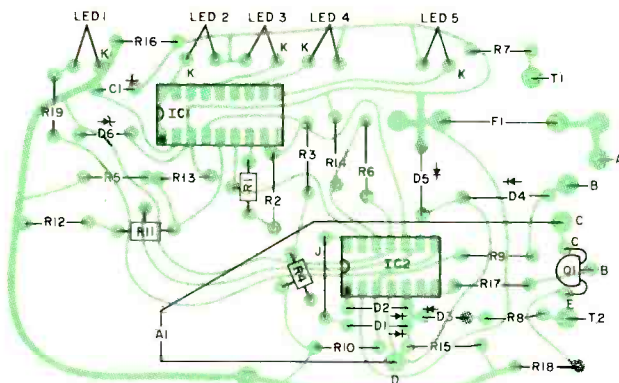 LED 1 LED 2 LED 3 LED 4 LED 5
R16 R7
K K K K K
C1 T1
R19 IC1 F1
D6
R3 R14 R6 A
R5 R13 R1 R2 D5 D4 B
R12 R11 C
J C
R4 IC2 R9 Q1 B
R17
D2 E
A1 D1 D3 R8 T2
R10 R15
D R18